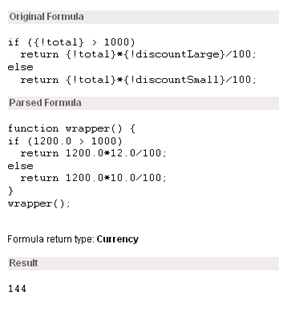 Original Formula
if ({!total} > 1000)
  return {!total}*{!discountLarge}/100;
else
  return {!total}*{!discountSmall}/100;
Parsed Formula
function wrapper() {
if (1200.0 > 1000)
  return 1200.0*12.0/100;
else
  return 1200.0*10.0/100;
}
wrapper();
Formula return type: Currency
Result
144